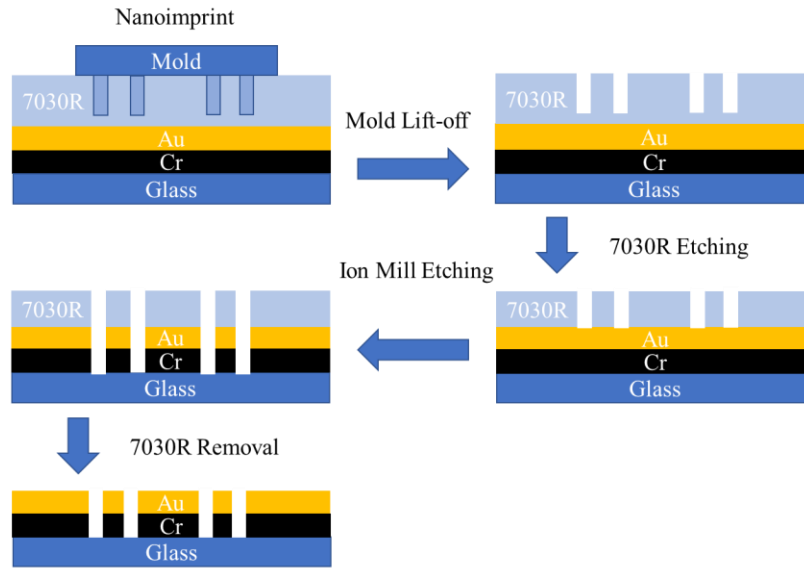 Nanoimprint
Mold
7030R
Au
Cr
Glass
Mold Lift-off
7030R
Au
Cr
Glass
7030R Etching
7030R
Au
Cr
Glass
Ion Mill Etching
7030R
Au
Cr
Glass
7030R Removal
Au
Cr
Glass